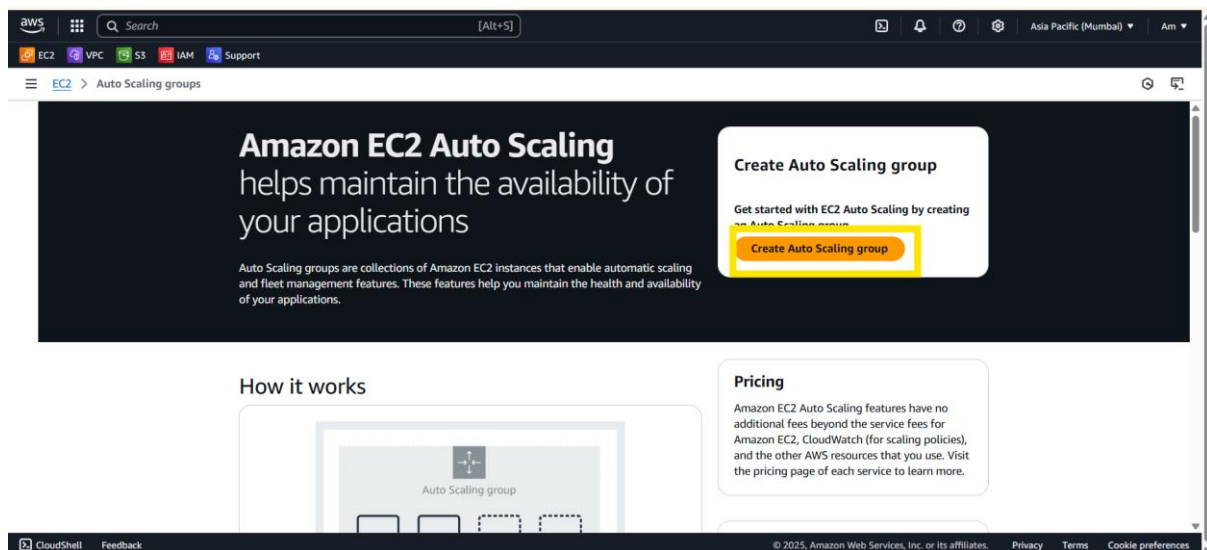 aws
Search
[Alt+S]
Asia Pacific (Mumbai)
Am
EC2
VPC
S3
IAM
Support
EC2 > Auto Scaling groups
Amazon EC2 Auto Scaling
helps maintain the availability of
your applications
Auto Scaling groups are collections of Amazon EC2 instances that enable automatic scaling
and fleet management features. These features help you maintain the health and availability
of your applications.
Create Auto Scaling group
Get started with EC2 Auto Scaling by creating
an Auto Scaling group
Create Auto Scaling group
How it works
Auto Scaling group
Pricing
Amazon EC2 Auto Scaling features have no
additional fees beyond the service fees for
Amazon EC2, CloudWatch (for scaling policies),
and the other AWS resources that you use. Visit
the pricing page of each service to learn more.
CloudShell
Feedback
© 2025, Amazon Web Services, Inc. or its affiliates.
Privacy
Terms
Cookie preferences